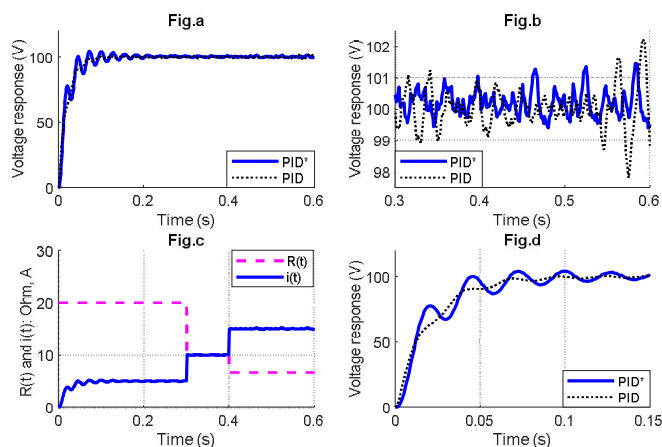 Fig.a
Voltage response (V)
100
50
0
PID*
PID
0
0.2
0.4
0.6
Time (s)
Fig.b
Voltage response (V)
102
101
100
99
98
PID*
PID
0.3
0.4
0.5
0.6
Time (s)
Fig.c
R(t) and i(t): Ohm, A
30
20
10
0
R(t)
i(t)
0
0.2
0.4
0.6
Time (s)
Fig.d
Voltage response (V)
100
50
0
PID*
PID
0
0.05
0.1
0.15
Time (s)